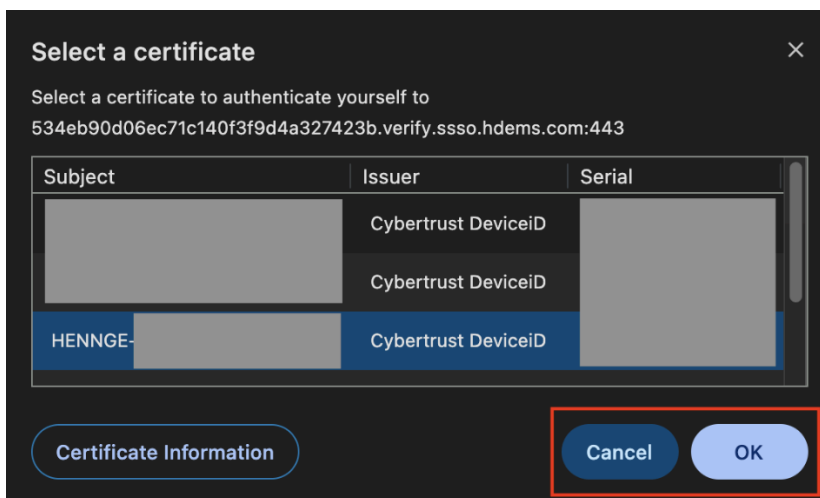 Select a certificate
Select a certificate to authenticate yourself to
534eb90d06ec71c140f3f9d4a327423b.verify.ssso.hdems.com:443
Subject Issuer Serial
Cybertrust DeviceiD
Cybertrust DeviceiD
HENNGE- Cybertrust DeviceiD
Certificate Information Cancel OK